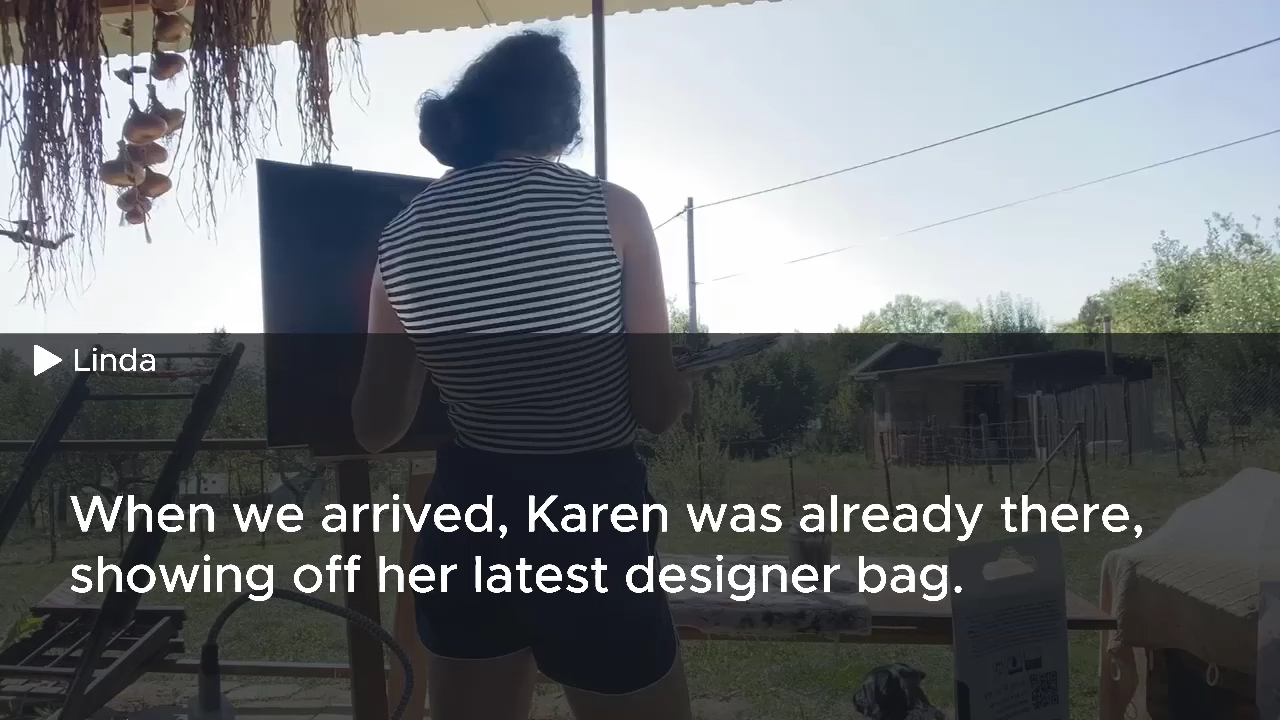 Linda
When we arrived, Karen was already there,
showing off her latest designer bag.